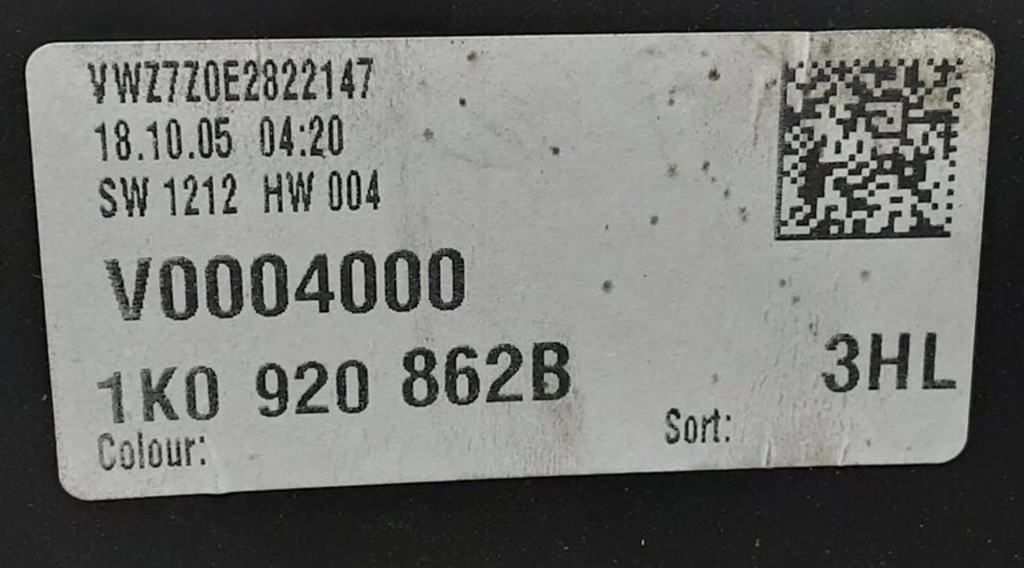 VWZ7Z0E2822147
18.10.05 04:20
SW 1212 HW 004
V0004000
1K0 920 862B 3HL
Colour: Sort: